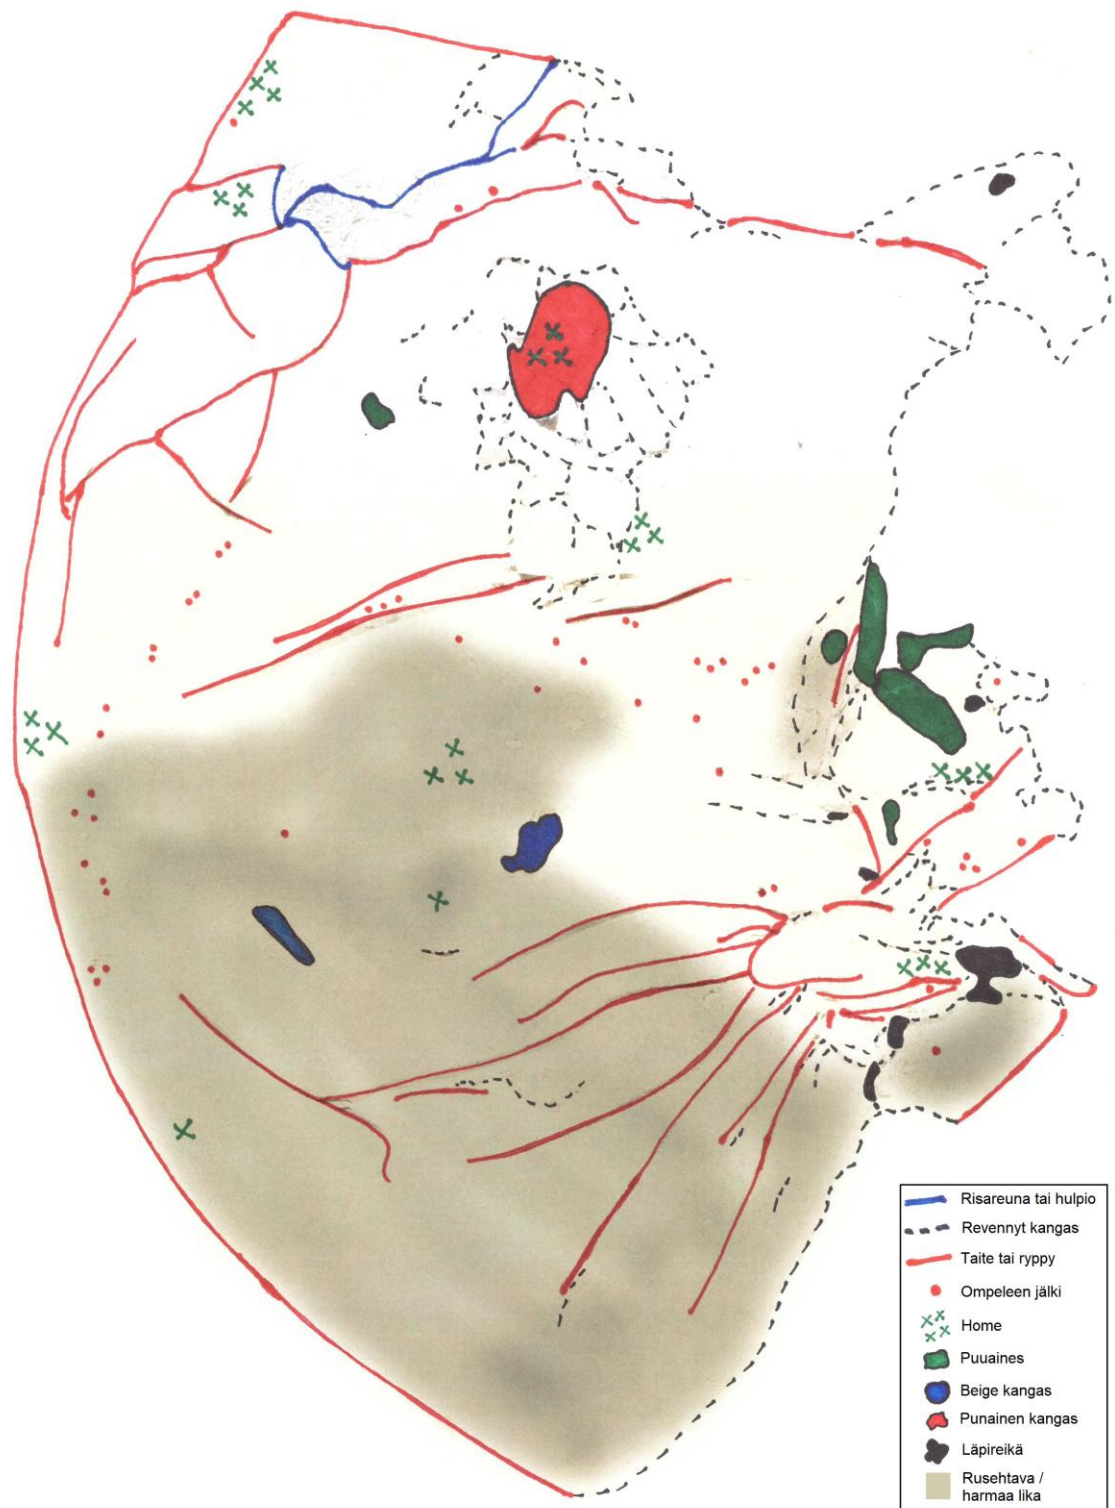 Risareuna tai hulpio
Revennyt kangas
Taite tai ryppy
Ompeleen jälki
Home
Puuaines
Beige kangas
Punainen kangas
Läpireikä
Rusehtava /
harmaa lika